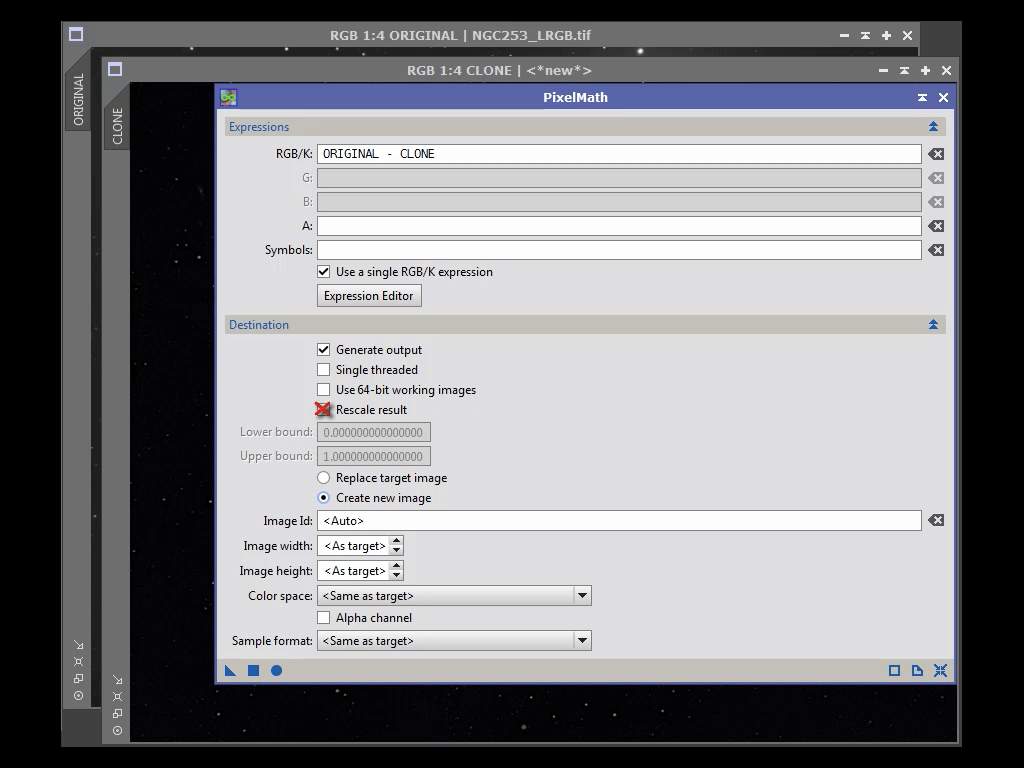 RGB 1:4 ORIGINAL | NGC253_LRGB.tif
ORIGINAL
RGB 1:4 CLONE | <*new*>
CLONE
PixelMath
Expressions
RGB/K: ORIGINAL - CLONE
G:
B:
A:
Symbols:
Use a single RGB/K expression
Expression Editor
Destination
Generate output
Single threaded
Use 64-bit working images
Rescale result
Lower bound: 0.000000000000000
Upper bound: 1.000000000000000
Replace target image
Create new image
Image Id: <Auto>
Image width: <As target>
Image height: <As target>
Color space: <Same as target>
Alpha channel
Sample format: <Same as target>